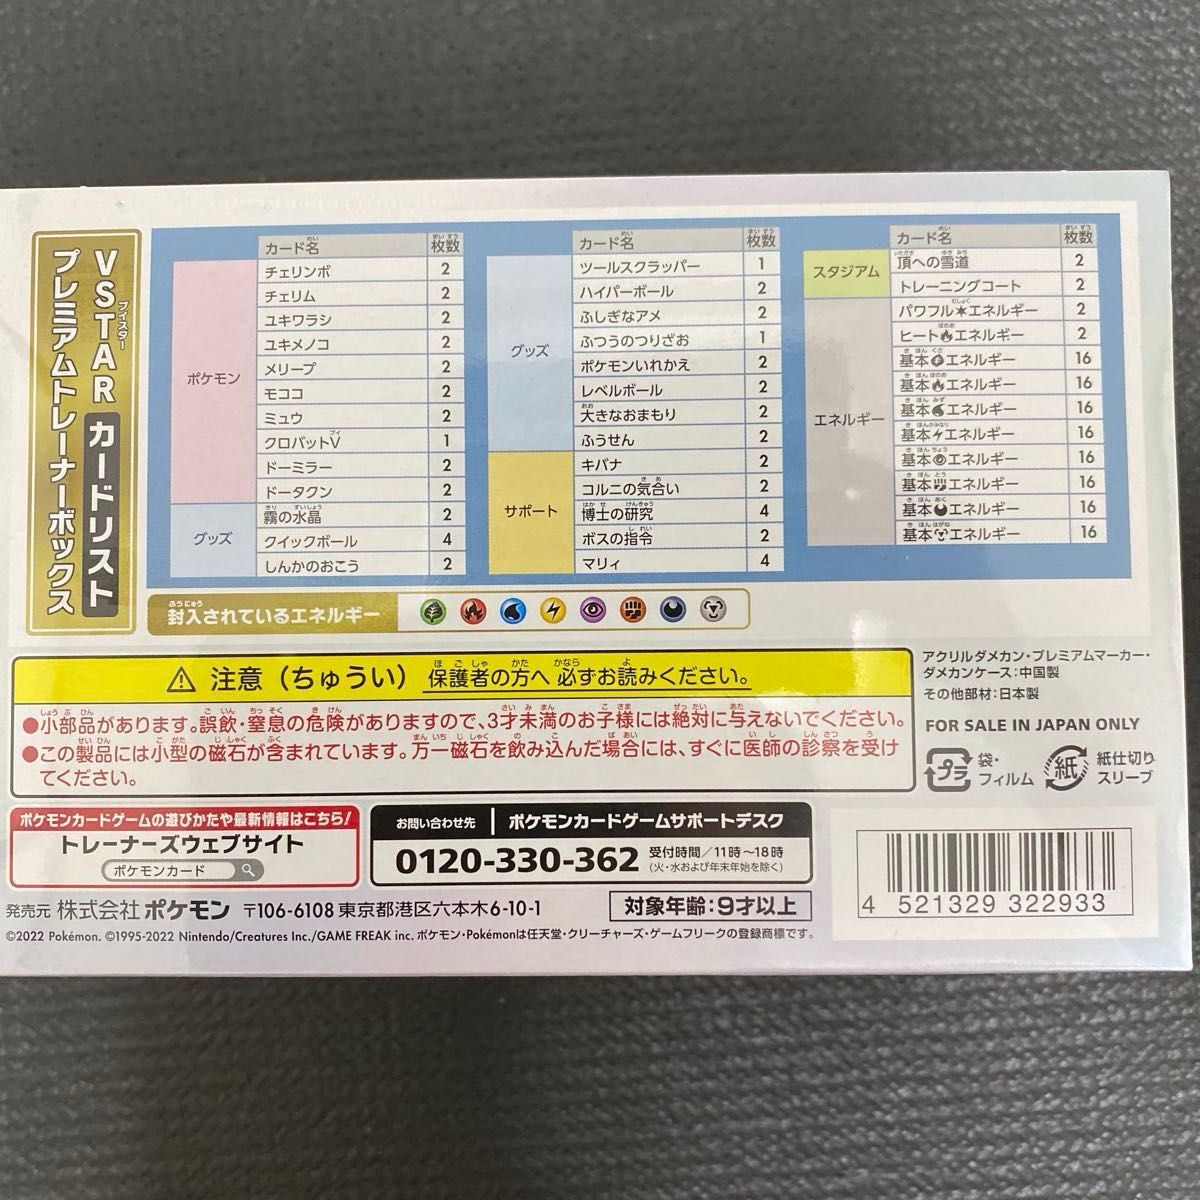 VSTAR カードリスト
ブイスター
プレミアムトレーナーボックス
カード名 枚数
ポケモン
チェリンボ 2
チェリム 2
ユキワラシ 2
ユキメノコ 2
メリープ 2
モココ 2
ミュウ 2
クロバットV 1
ドーミラー 2
ドータクン 2
グッズ
霧の水晶 2
クイックボール 4
しんかのおこう 2
カード名 枚数
グッズ
ツールスクラッパー 1
ハイパーボール 2
ふしぎなアメ 2
ふつうのつりざお 1
ポケモンいれかえ 2
レベルボール 2
大きなおまもり 2
ふうせん 2
サポート
キバナ 2
コルニの気合い 2
博士の研究 4
ボスの指令 2
マリィ 4
カード名 枚数
スタジアム
頂への雪道 2
トレーニングコート 2
エネルギー
パワフルエネルギー 2
ヒートエネルギー 2
基本エネルギー 16
基本エネルギー 16
基本エネルギー 16
基本エネルギー 16
基本エネルギー 16
基本エネルギー 16
基本エネルギー 16
基本エネルギー 16
封入されているエネルギー
⚠ 注意（ちゅうい） 保護者の方へ 必ずお読みください。
●小部品があります。誤飲・窒息の危険がありますので、3才未満のお子様には絶対に与えないでください。
●この製品には小型の磁石が含まれています。万一磁石を飲み込んだ場合には、すぐに医師の診察を受け
てください。
アクリルダメカン・プレミアムマーカー・
ダメカンケース：中国製
その他部材：日本製
FOR SALE IN JAPAN ONLY
プラ 袋・フィルム
紙 紙仕切り スリーブ
ポケモンカードゲームの遊びかたや最新情報はこちら！
トレーナーズウェブサイト
ポケモンカード
お問い合わせ先 ポケモンカードゲームサポートデスク
0120-330-362 受付時間／11時～18時
（火・水および年末年始を除く）
発売元 株式会社ポケモン 〒106-6108 東京都港区六本木6-10-1
対象年齢：9才以上
©2022 Pokémon. ©1995-2022 Nintendo/Creatures Inc./GAME FREAK inc. ポケモン・Pokémonは任天堂・クリーチャーズ・ゲームフリークの登録商標です。
4 521329 322933